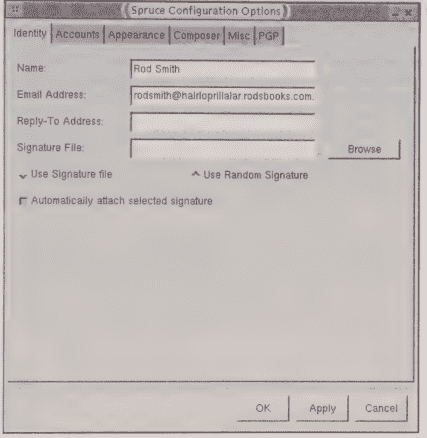 Spruce Configuration Options
Identity Accounts Appearance Composer Misc PGP
Name: Rod Smith
Email Address: rodsmith@hairloprillalar.rodsbooks.com.
Reply-To Address:
Signature File: Browse
Use Signature file Use Random Signature
Automatically attach selected signature
OK Apply Cancel